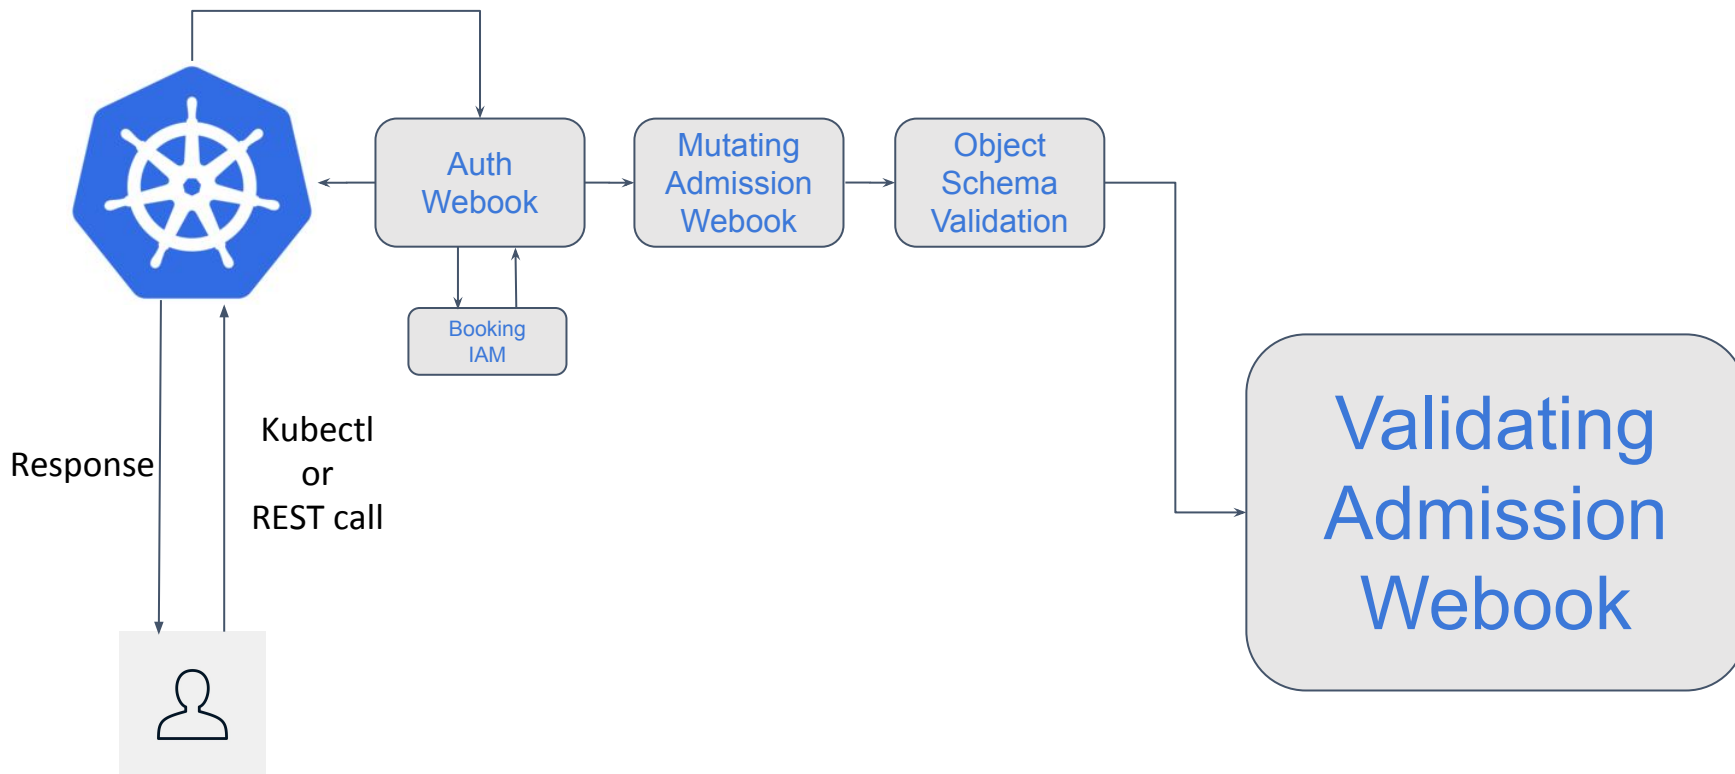 Auth
Webook
Mutating
Admission
Webook
Object
Schema
Validation
Booking
IAM
Response
Kubectl
or
REST call
Validating
Admission
Webook